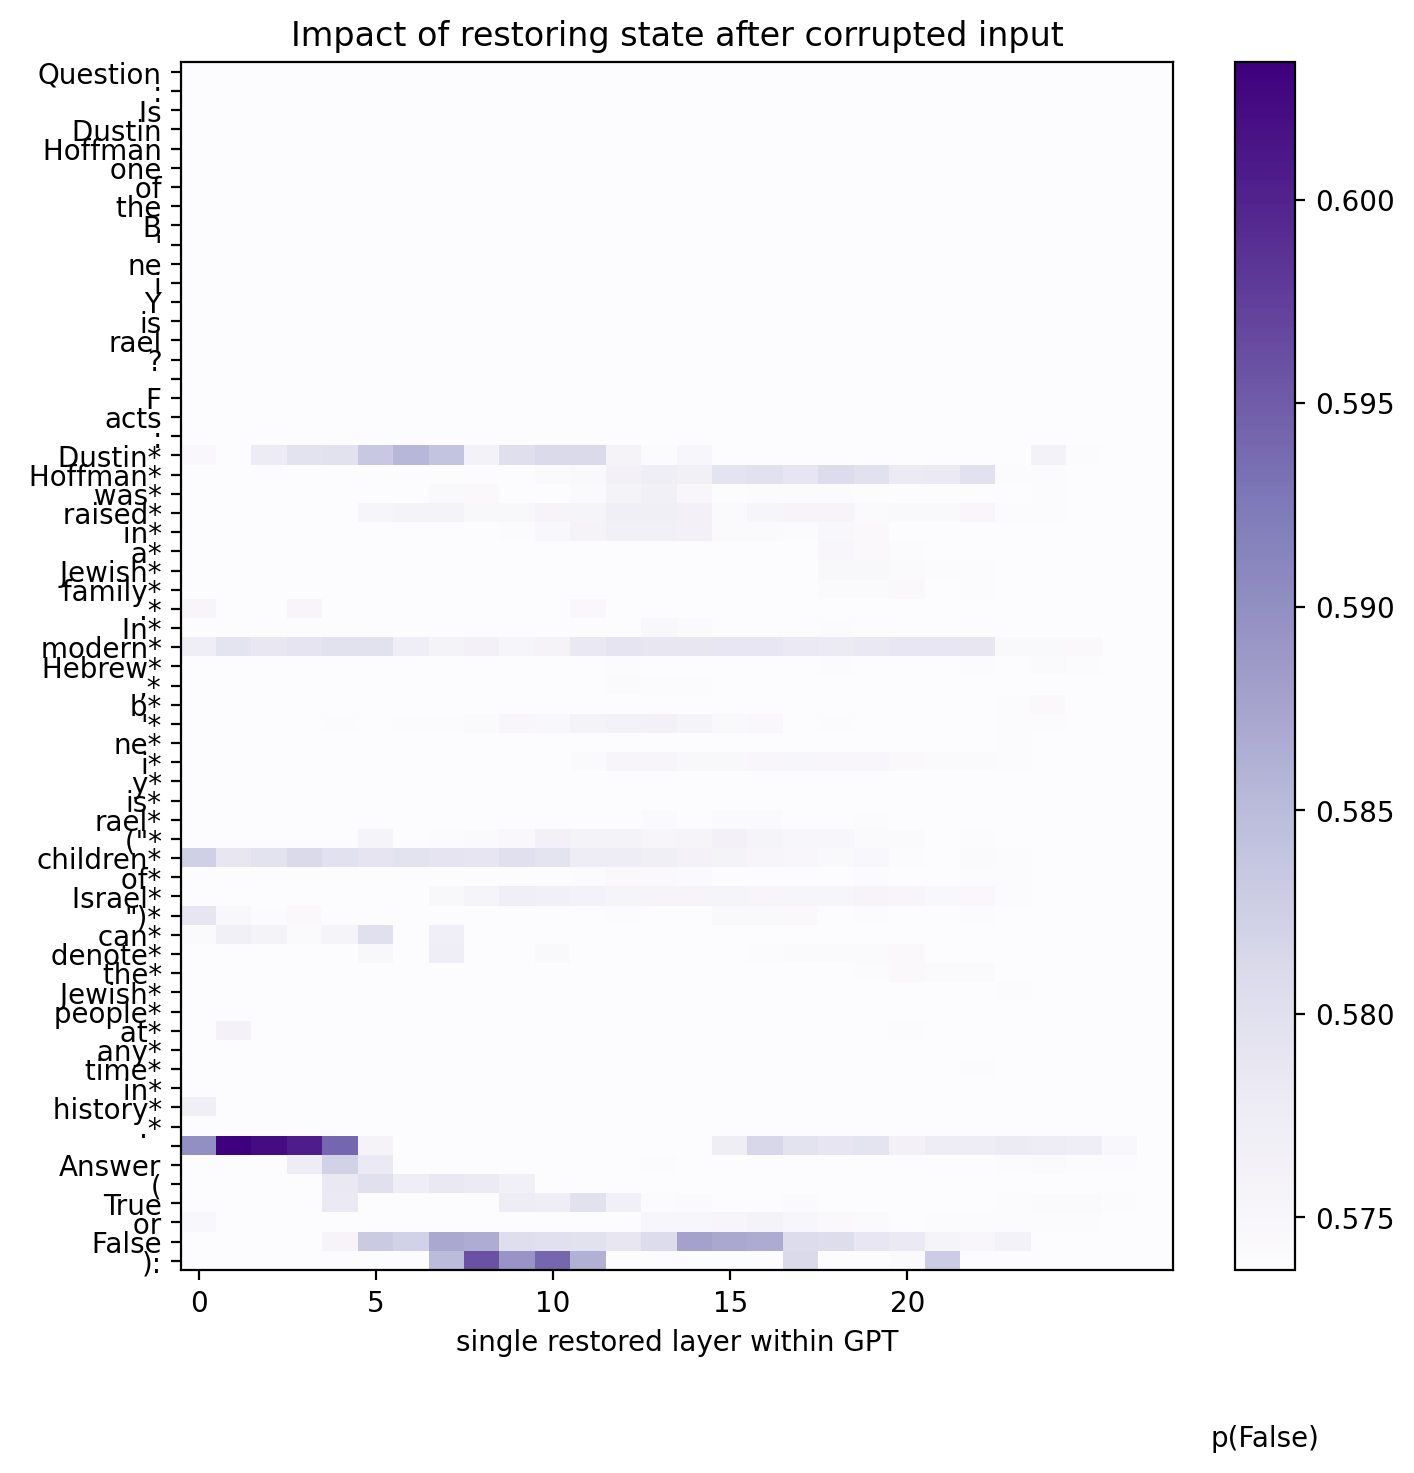 Impact of restoring state after corrupted input
Question
:
Is
Dustin
Hoffman
one
of
the
B
'
ne
i
Y
is
rael
?
F
acts
:
Dustin*
Hoffman*
was*
raised*
in*
a*
Jewish*
family*
.*
In*
modern*
Hebrew*
,*
b*
'*
ne*
i*
y*
is*
rael*
("*
children*
of*
Israel*
")*
can*
denote*
the*
Jewish*
people*
at*
any*
time*
in*
history*
.*
Answer
(
True
or
False
):
0 5 10 15 20
single restored layer within GPT
0.600
0.595
0.590
0.585
0.580
0.575
p(False)